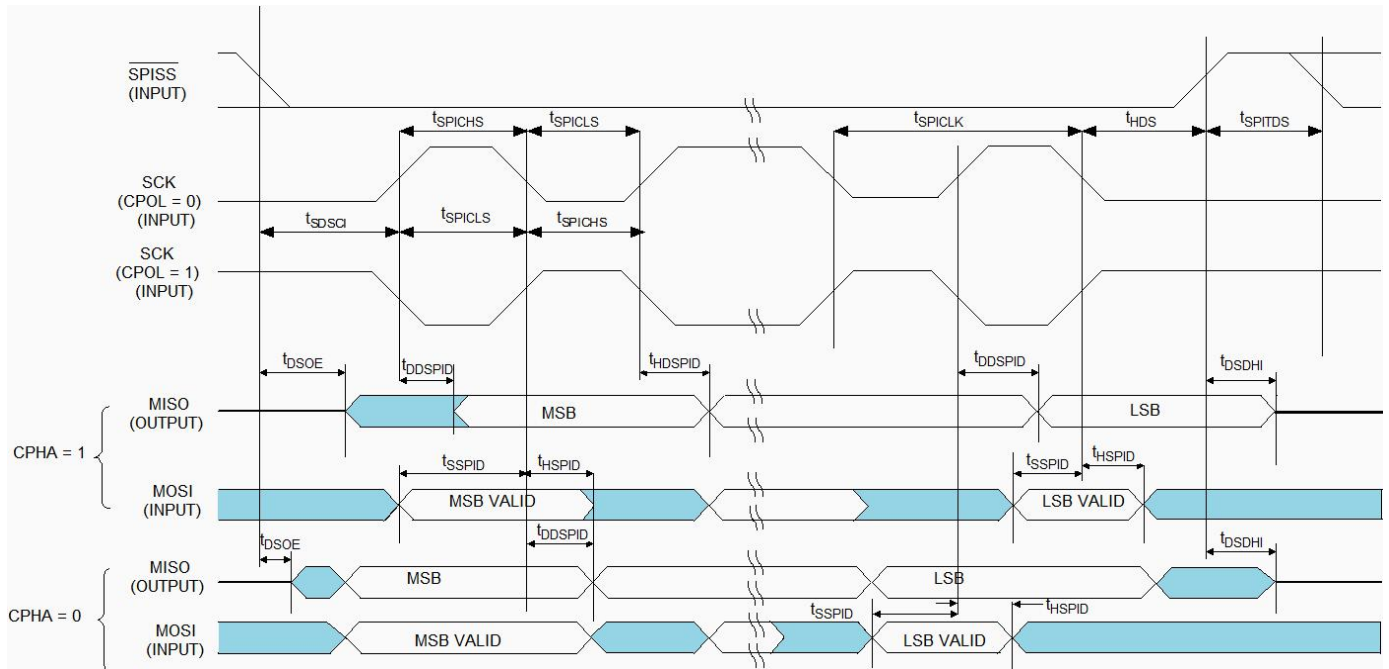 SPISS
(INPUT)
tSPICHS
tSPICLS
tSPICLK
tHDS
tSPITDS
SCK
(CPOL = 0)
(INPUT)
tSDSCI
tSPICLS
tSPICHS
SCK
(CPOL = 1)
(INPUT)
tDSOE
tDDSPID
tHDSPID
tDDSPID
tDSDHI
CPHA = 1
MISO
(OUTPUT)
MSB
LSB
tSSPID
tHSPID
tSSPID
tHSPID
MOSI
(INPUT)
MSB VALID
LSB VALID
tDSOE
tDDSPID
tDSDHI
CPHA = 0
MISO
(OUTPUT)
MSB
LSB
tSSPID
tHSPID
MOSI
(INPUT)
MSB VALID
LSB VALID